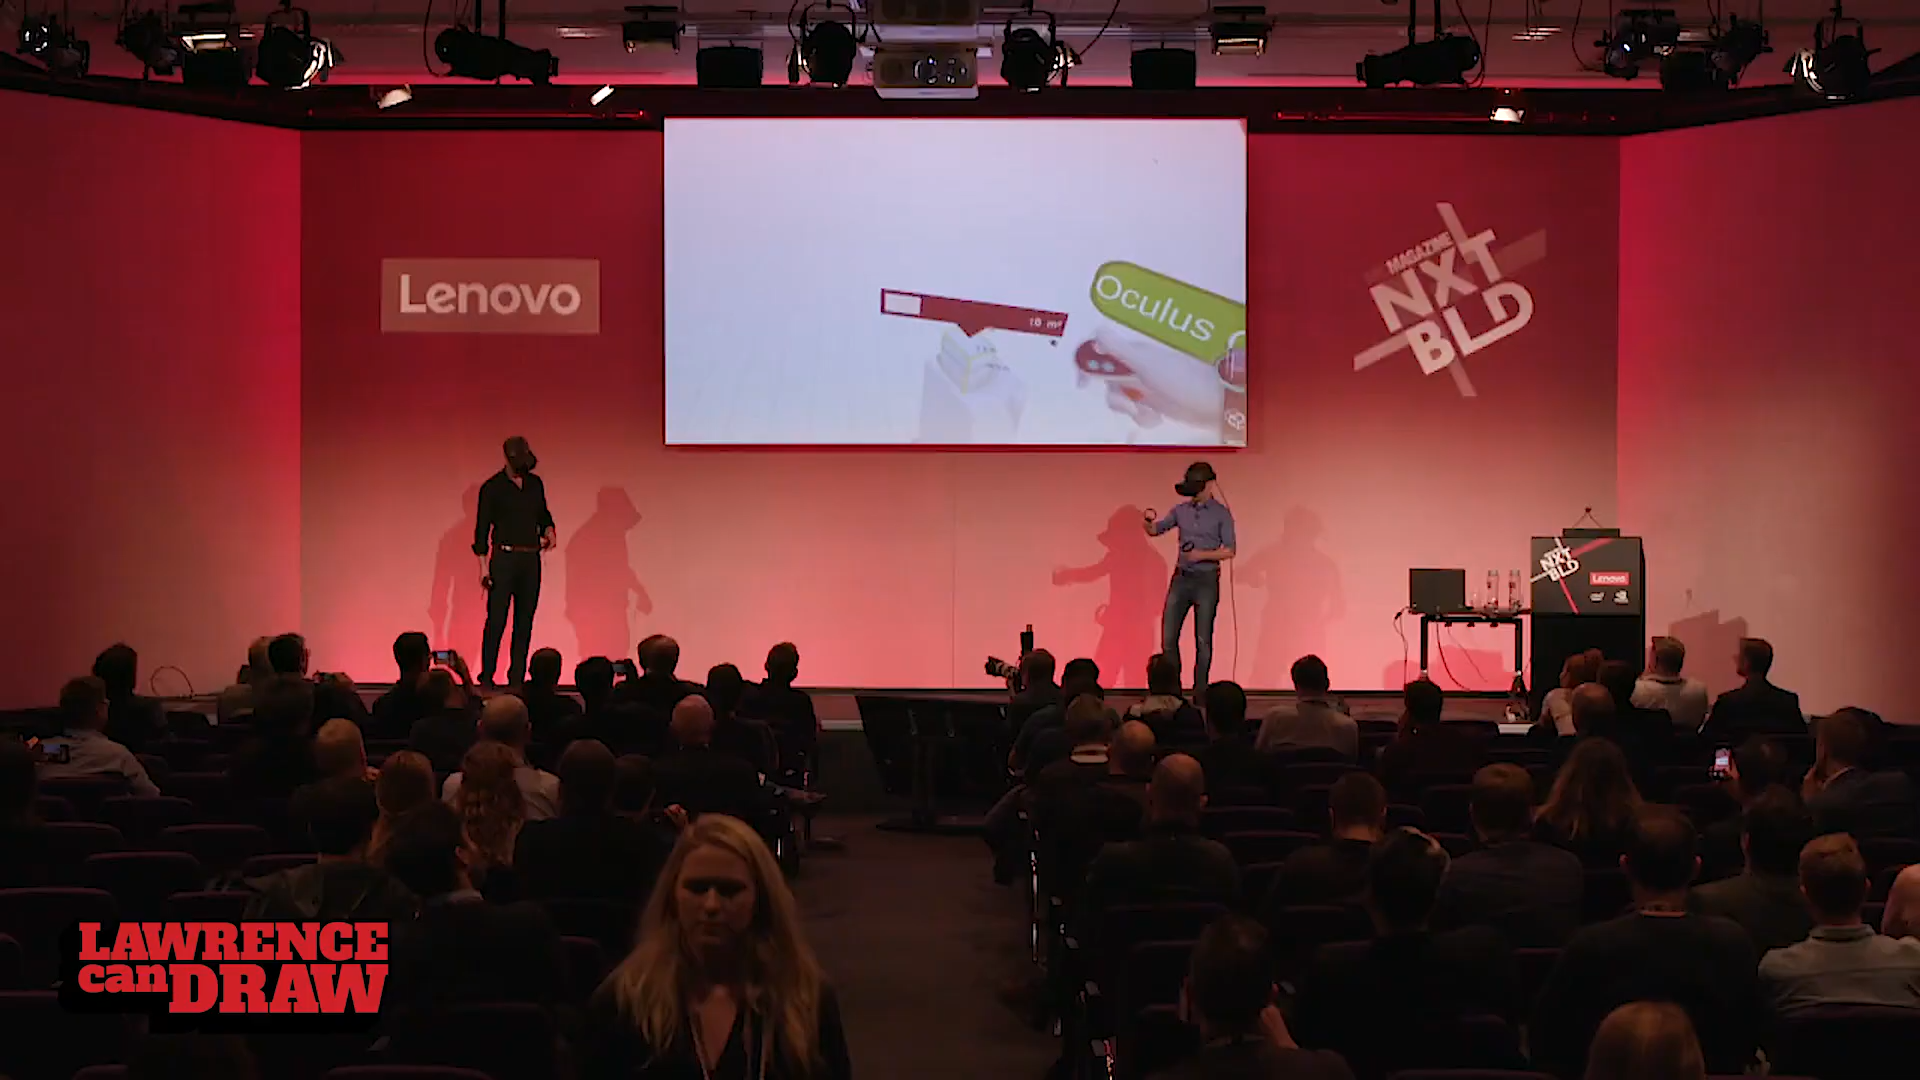 Lenovo
MAGAZINE
NXT
BLD
Oculus
NXT
BLD
Lenovo
LAWRENCE
can DRAW